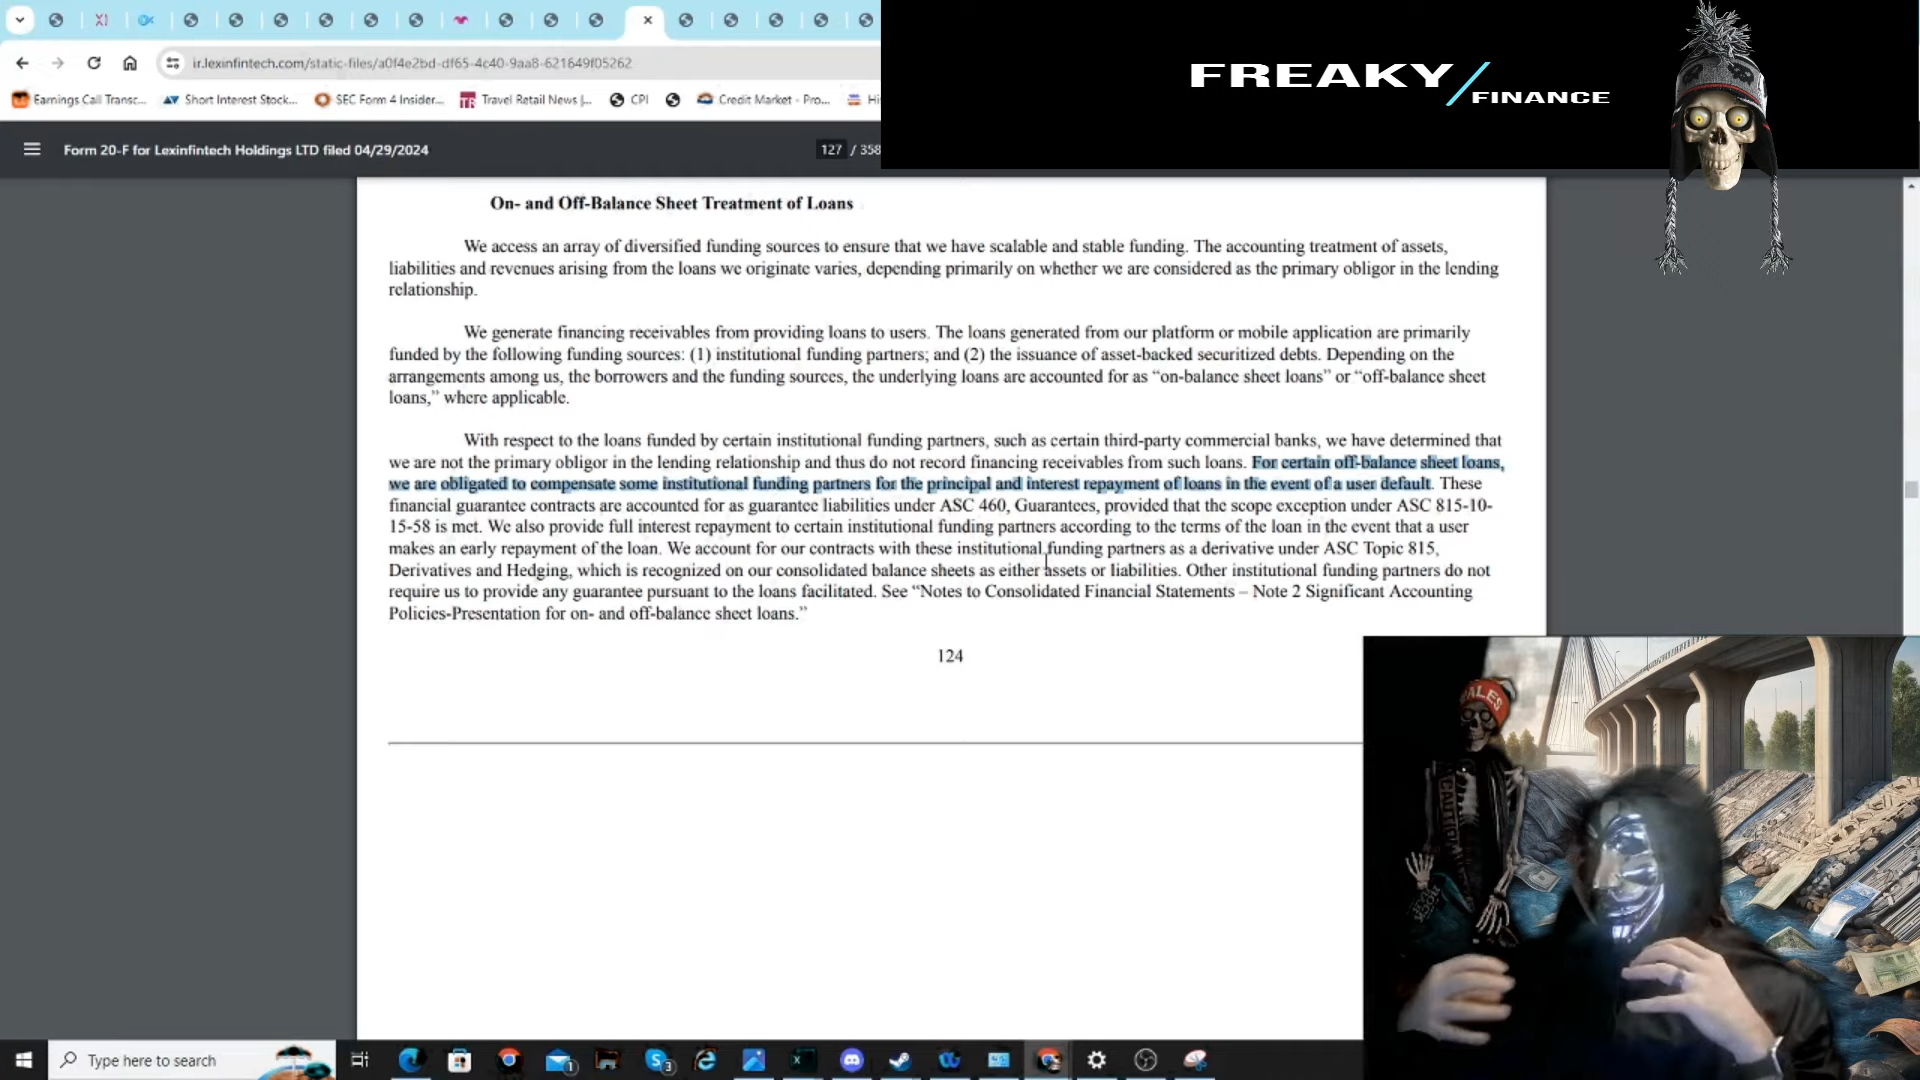 ir.lexinfintech.com/static-files/a0f4e2bd-df65-4c40-9aa8-621649f05262
Earnings Call Transc...
Short Interest Stock...
SEC Form 4 Insider...
Travel Retail News |...
CPI
Credit Market - Pro...
Hi
FREAKY/FINANCE
Form 20-F for Lexinfintech Holdings LTD filed 04/29/2024
127 / 358
On- and Off-Balance Sheet Treatment of Loans
We access an array of diversified funding sources to ensure that we have scalable and stable funding. The accounting treatment of assets,
liabilities and revenues arising from the loans we originate varies, depending primarily on whether we are considered as the primary obligor in the lending
relationship.
We generate financing receivables from providing loans to users. The loans generated from our platform or mobile application are primarily
funded by the following funding sources: (1) institutional funding partners; and (2) the issuance of asset-backed securitized debts. Depending on the
arrangements among us, the borrowers and the funding sources, the underlying loans are accounted for as “on-balance sheet loans” or “off-balance sheet
loans,” where applicable.
With respect to the loans funded by certain institutional funding partners, such as certain third-party commercial banks, we have determined that
we are not the primary obligor in the lending relationship and thus do not record financing receivables from such loans. For certain off-balance sheet loans,
we are obligated to compensate some institutional funding partners for the principal and interest repayment of loans in the event of a user default. These
financial guarantee contracts are accounted for as guarantee liabilities under ASC 460, Guarantees, provided that the scope exception under ASC 815-10-
15-58 is met. We also provide full interest repayment to certain institutional funding partners according to the terms of the loan in the event that a user
makes an early repayment of the loan. We account for our contracts with these institutional funding partners as a derivative under ASC Topic 815,
Derivatives and Hedging, which is recognized on our consolidated balance sheets as either assets or liabilities. Other institutional funding partners do not
require us to provide any guarantee pursuant to the loans facilitated. See “Notes to Consolidated Financial Statements – Note 2 Significant Accounting
Policies-Presentation for on- and off-balance sheet loans.”
124
CAUTION
Type here to search